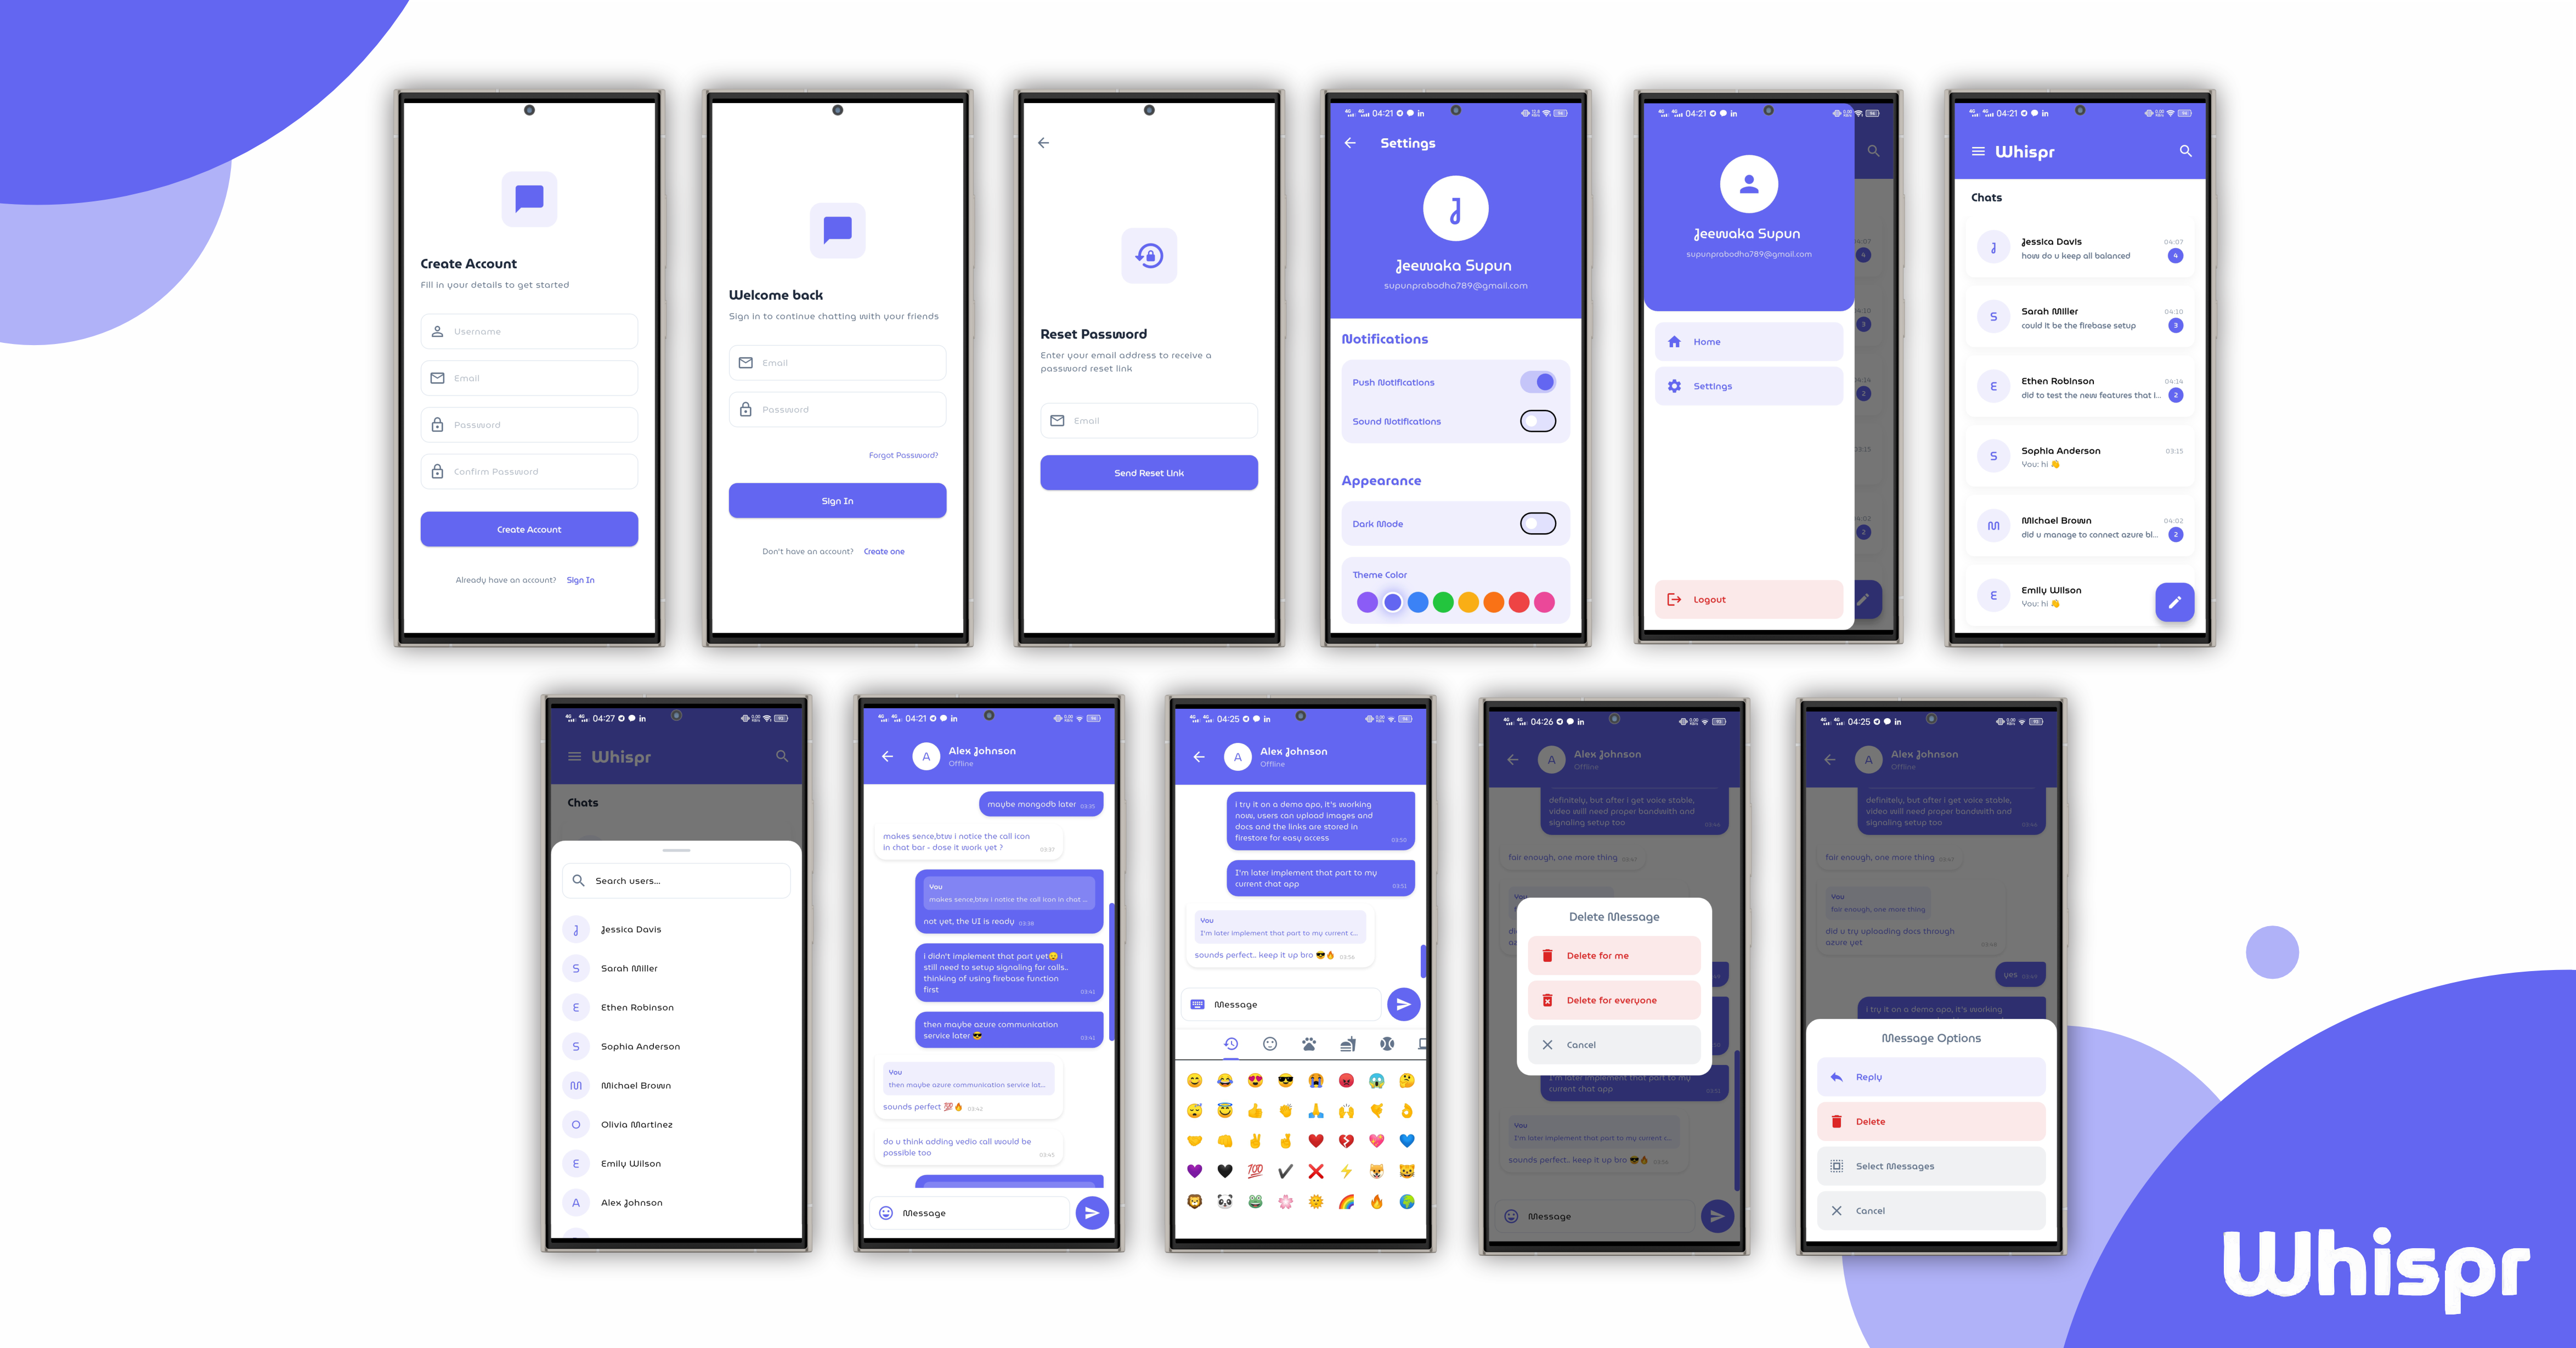 Create Account
Fill in your details to get started
Username
Email
Password
Confirm Password
Create Account
Already have an account? Sign In
Welcome back
Sign in to continue chatting with your friends
Email
Password
Forgot Password?
Sign In
Don't have an account? Create one
Reset Password
Enter your email address to receive a
password reset link
Email
Send Reset Link
04:21
Settings
J
Jeewaka Supun
supunprabodha789@gmail.com
Notifications
Push Notifications
Sound Notifications
Appearance
Dark Mode
Theme Color
04:21
Jeewaka Supun
supunprabodha789@gmail.com
Home
Settings
Logout
04:21
Whispr
Chats
J
Jessica Davis
04:07
how do u keep all balanced
4
S
Sarah Miller
04:10
could it be the firebase setup
3
E
Ethen Robinson
04:14
did to test the new features that i...
2
S
Sophia Anderson
03:15
You: hi 👋
M
Michael Brown
04:02
did u manage to connect azure bl...
2
E
Emily Wilson
You: hi 👋
04:27
Whispr
Chats
Search users...
J Jessica Davis
S Sarah Miller
E Ethen Robinson
S Sophia Anderson
M Michael Brown
O Olivia Martinez
E Emily Wilson
A Alex Johnson
04:21
A
Alex Johnson
Offline
maybe mongodb later 03:35
makes sence,btw i notice the call icon
in chat bar - dose it work yet ?
03:37
You
makes sence,btw i notice the call icon in chat ...
not yet, the UI is ready 03:38
i didn't implement that part yet😥 i
still need to setup signaling for calls..
thinking of using firebase function
first
03:41
then maybe azure communication
service later 😎
03:41
You
then maybe azure communication service lat...
sounds perfect 💯🔥 03:42
do u think adding vedio call would be
possible too
03:45
Message
04:25
A
Alex Johnson
Offline
i try it on a demo apo, it's working
now, users can upload images and
docs and the links are stored in
firestore for easy access
03:50
I'm later implement that part to my
current chat app
03:51
You
I'm later implement that part to my current c...
sounds perfect.. keep it up bro 😎🔥 03:56
Message
04:26
A
Alex Johnson
Offline
definitely, but after i get voice stable,
video will need proper bandwith and
signaling setup too
fair enough, one more thing 03:47
You
Delete Message
Delete for me
Delete for everyone
Cancel
I'm later implement that part to my
current chat app
03:51
You
I'm later implement that part to my current c...
sounds perfect.. keep it up bro 😎🔥 03:56
Message
04:25
A
Alex Johnson
Offline
definitely, but after i get voice stable,
video will need proper bandwith and
signaling setup too
fair enough, one more thing 03:47
You
fair enough, one more thing
did u try uploading docs through
azure yet
yes
i try it on a demo apo, it's working
Message Options
Reply
Delete
Select Messages
Cancel
Whispr